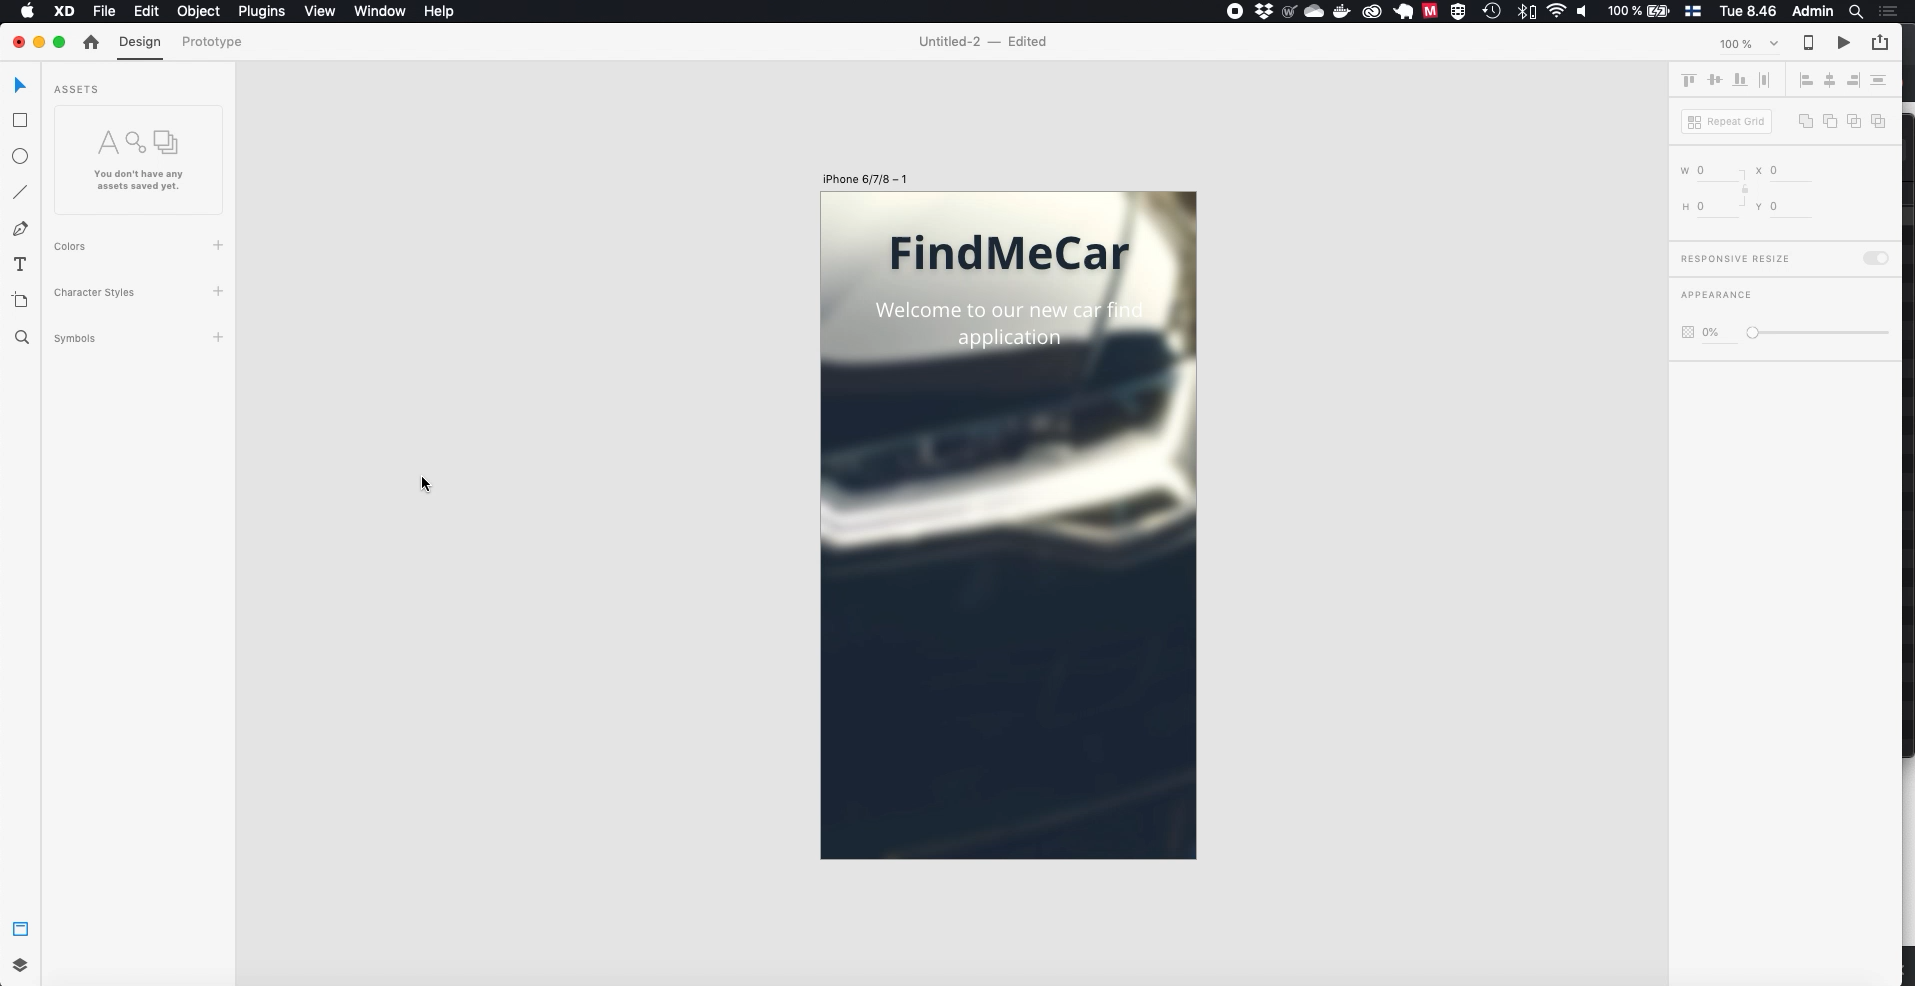 XD File Edit Object Plugins View Window Help 100 % Tue 8.46 Admin
Design Prototype Untitled-2 — Edited 100 %
ASSETS
You don't have any
assets saved yet.
Colors
Character Styles
Symbols
iPhone 6/7/8 – 1
FindMeCar
Welcome to our new car find
application
Repeat Grid
W 0 X 0
H 0 Y 0
RESPONSIVE RESIZE
APPEARANCE
0%